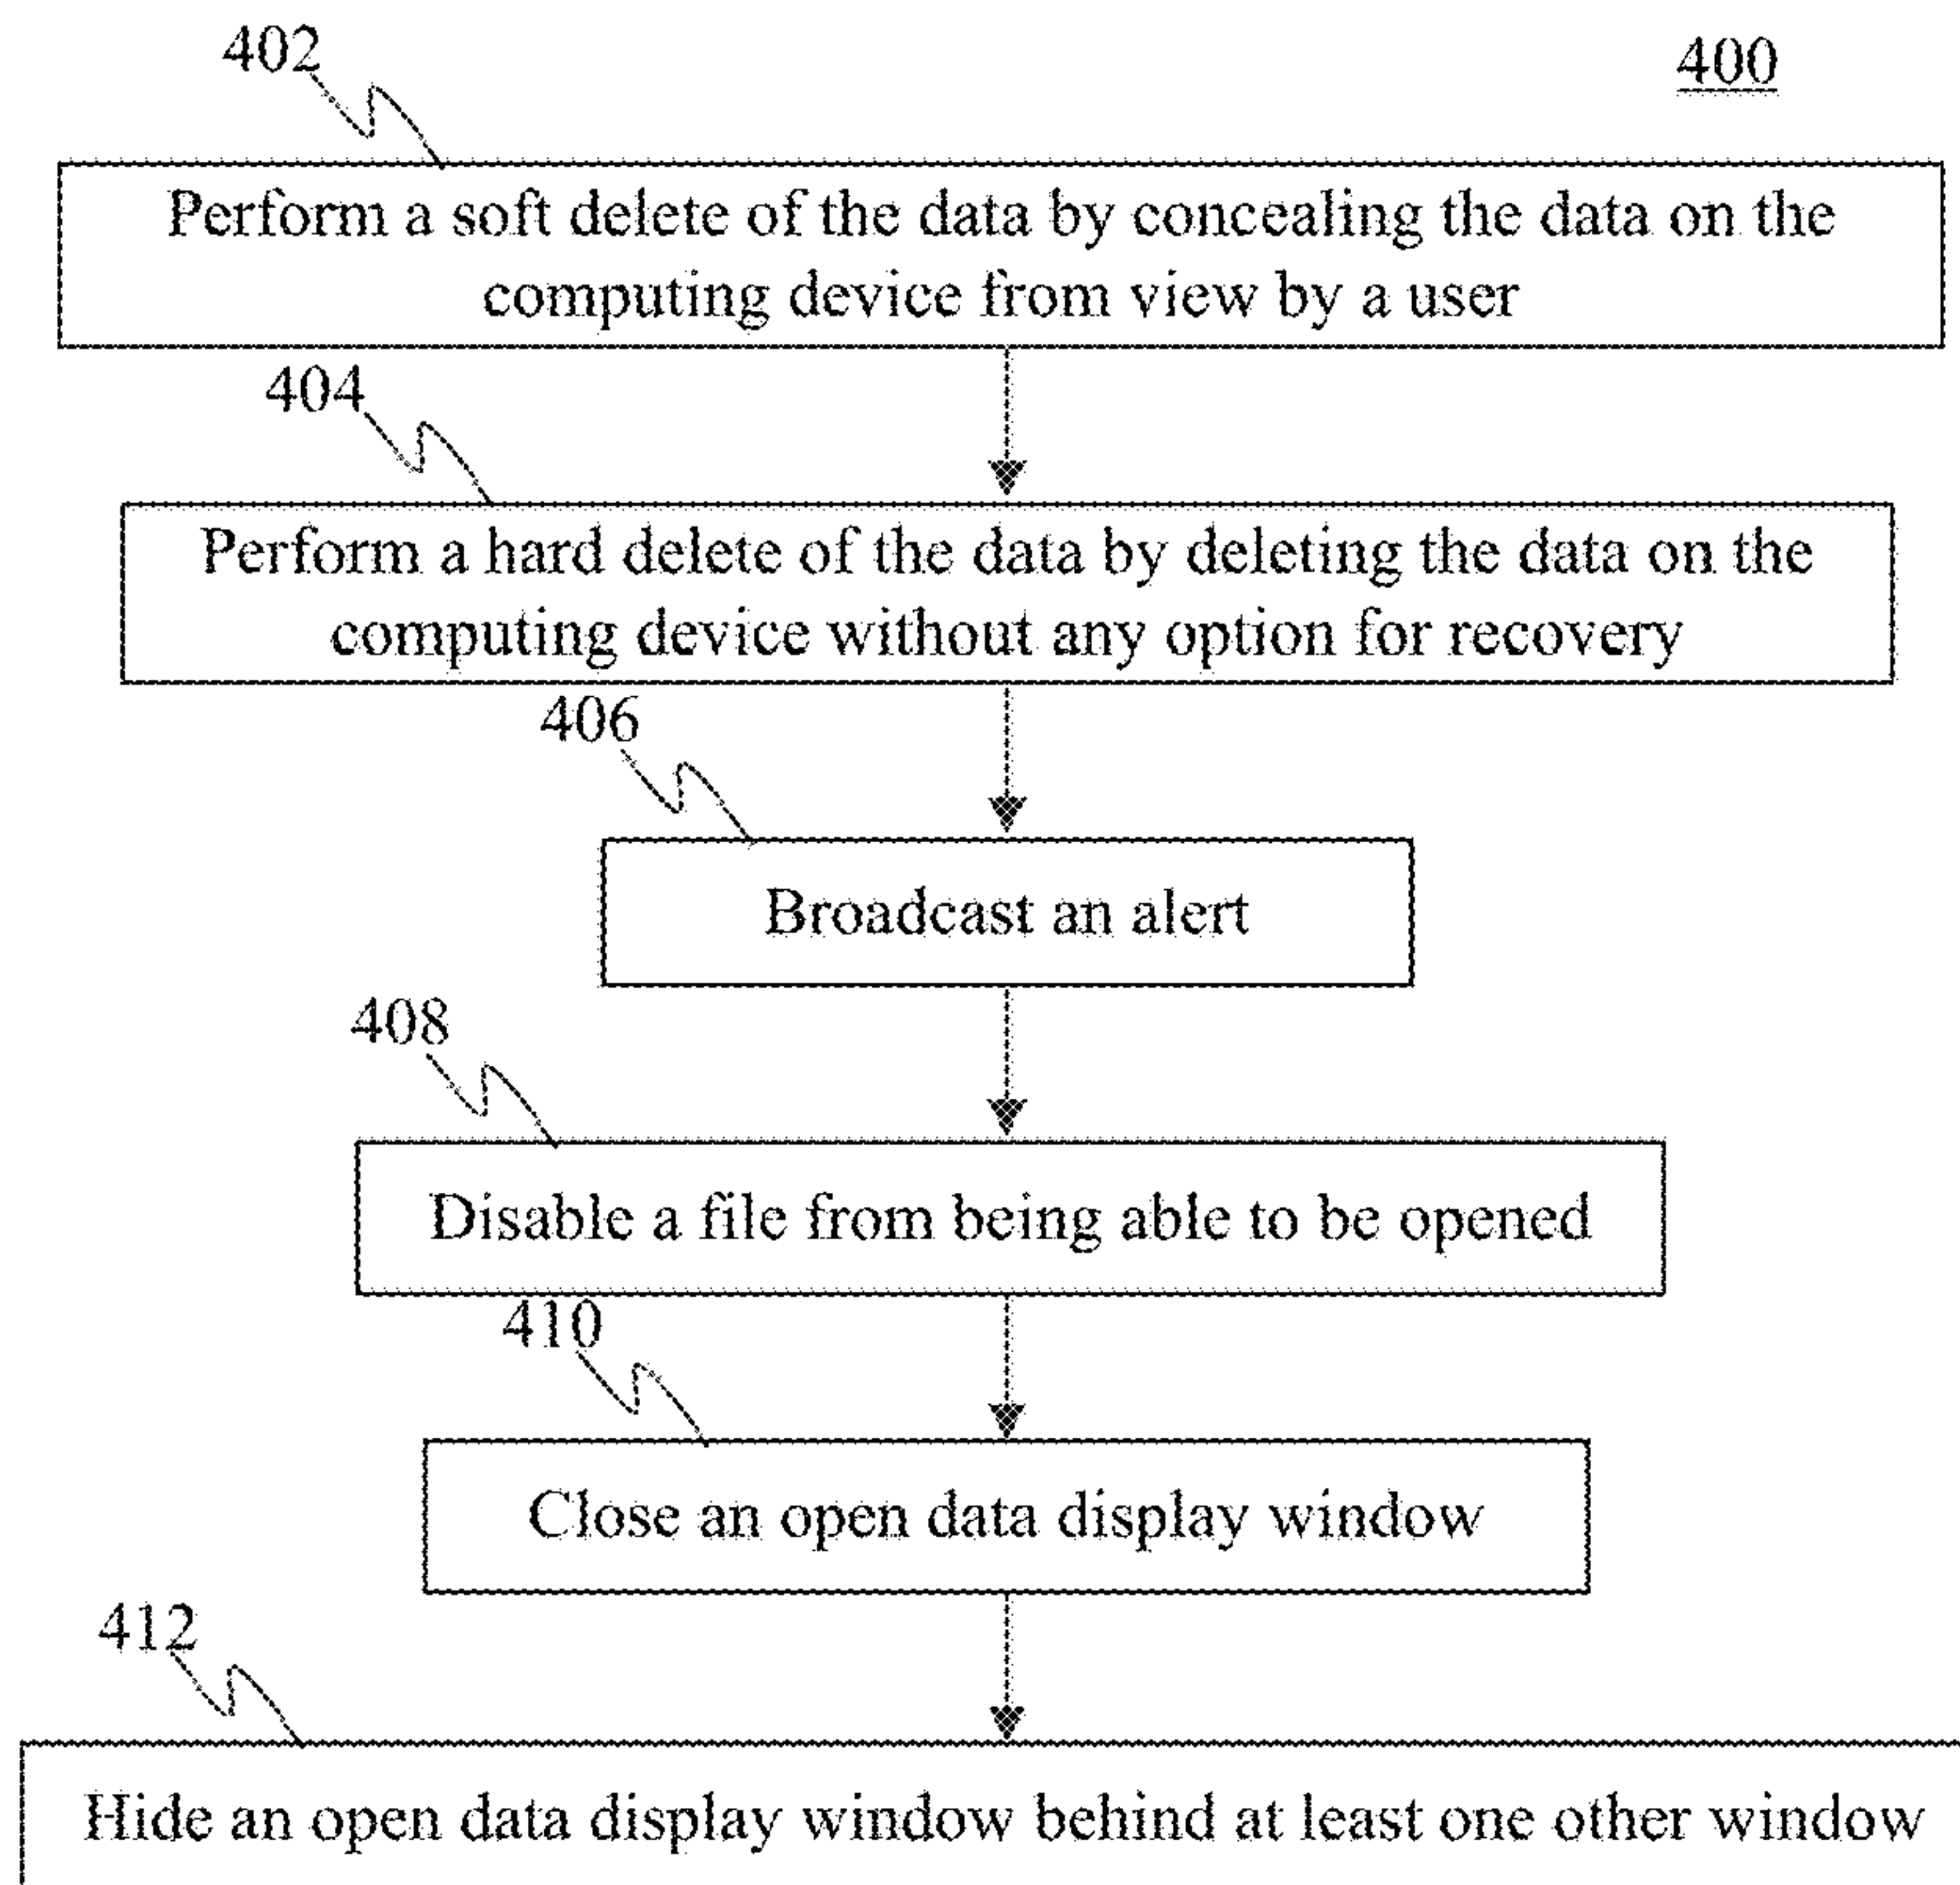 402
400
Perform a soft delete of the data by concealing the data on the
computing device from view by a user
404
Perform a hard delete of the data by deleting the data on the
computing device without any option for recovery
406
Broadcast an alert
408
Disable a file from being able to be opened
410
Close an open data display window
412
Hide an open data display window behind at least one other window